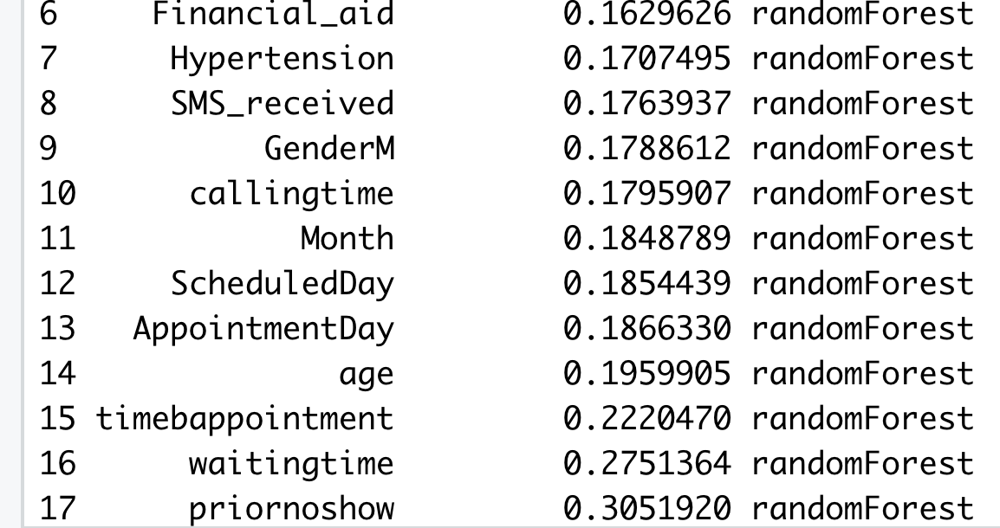 6 Financial_aid 0.1629626 randomForest
7 Hypertension 0.1707495 randomForest
8 SMS_received 0.1763937 randomForest
9 GenderM 0.1788612 randomForest
10 callingtime 0.1795907 randomForest
11 Month 0.1848789 randomForest
12 ScheduledDay 0.1854439 randomForest
13 AppointmentDay 0.1866330 randomForest
14 age 0.1959905 randomForest
15 timebappointment 0.2220470 randomForest
16 waitingtime 0.2751364 randomForest
17 priornoshow 0.3051920 randomForest